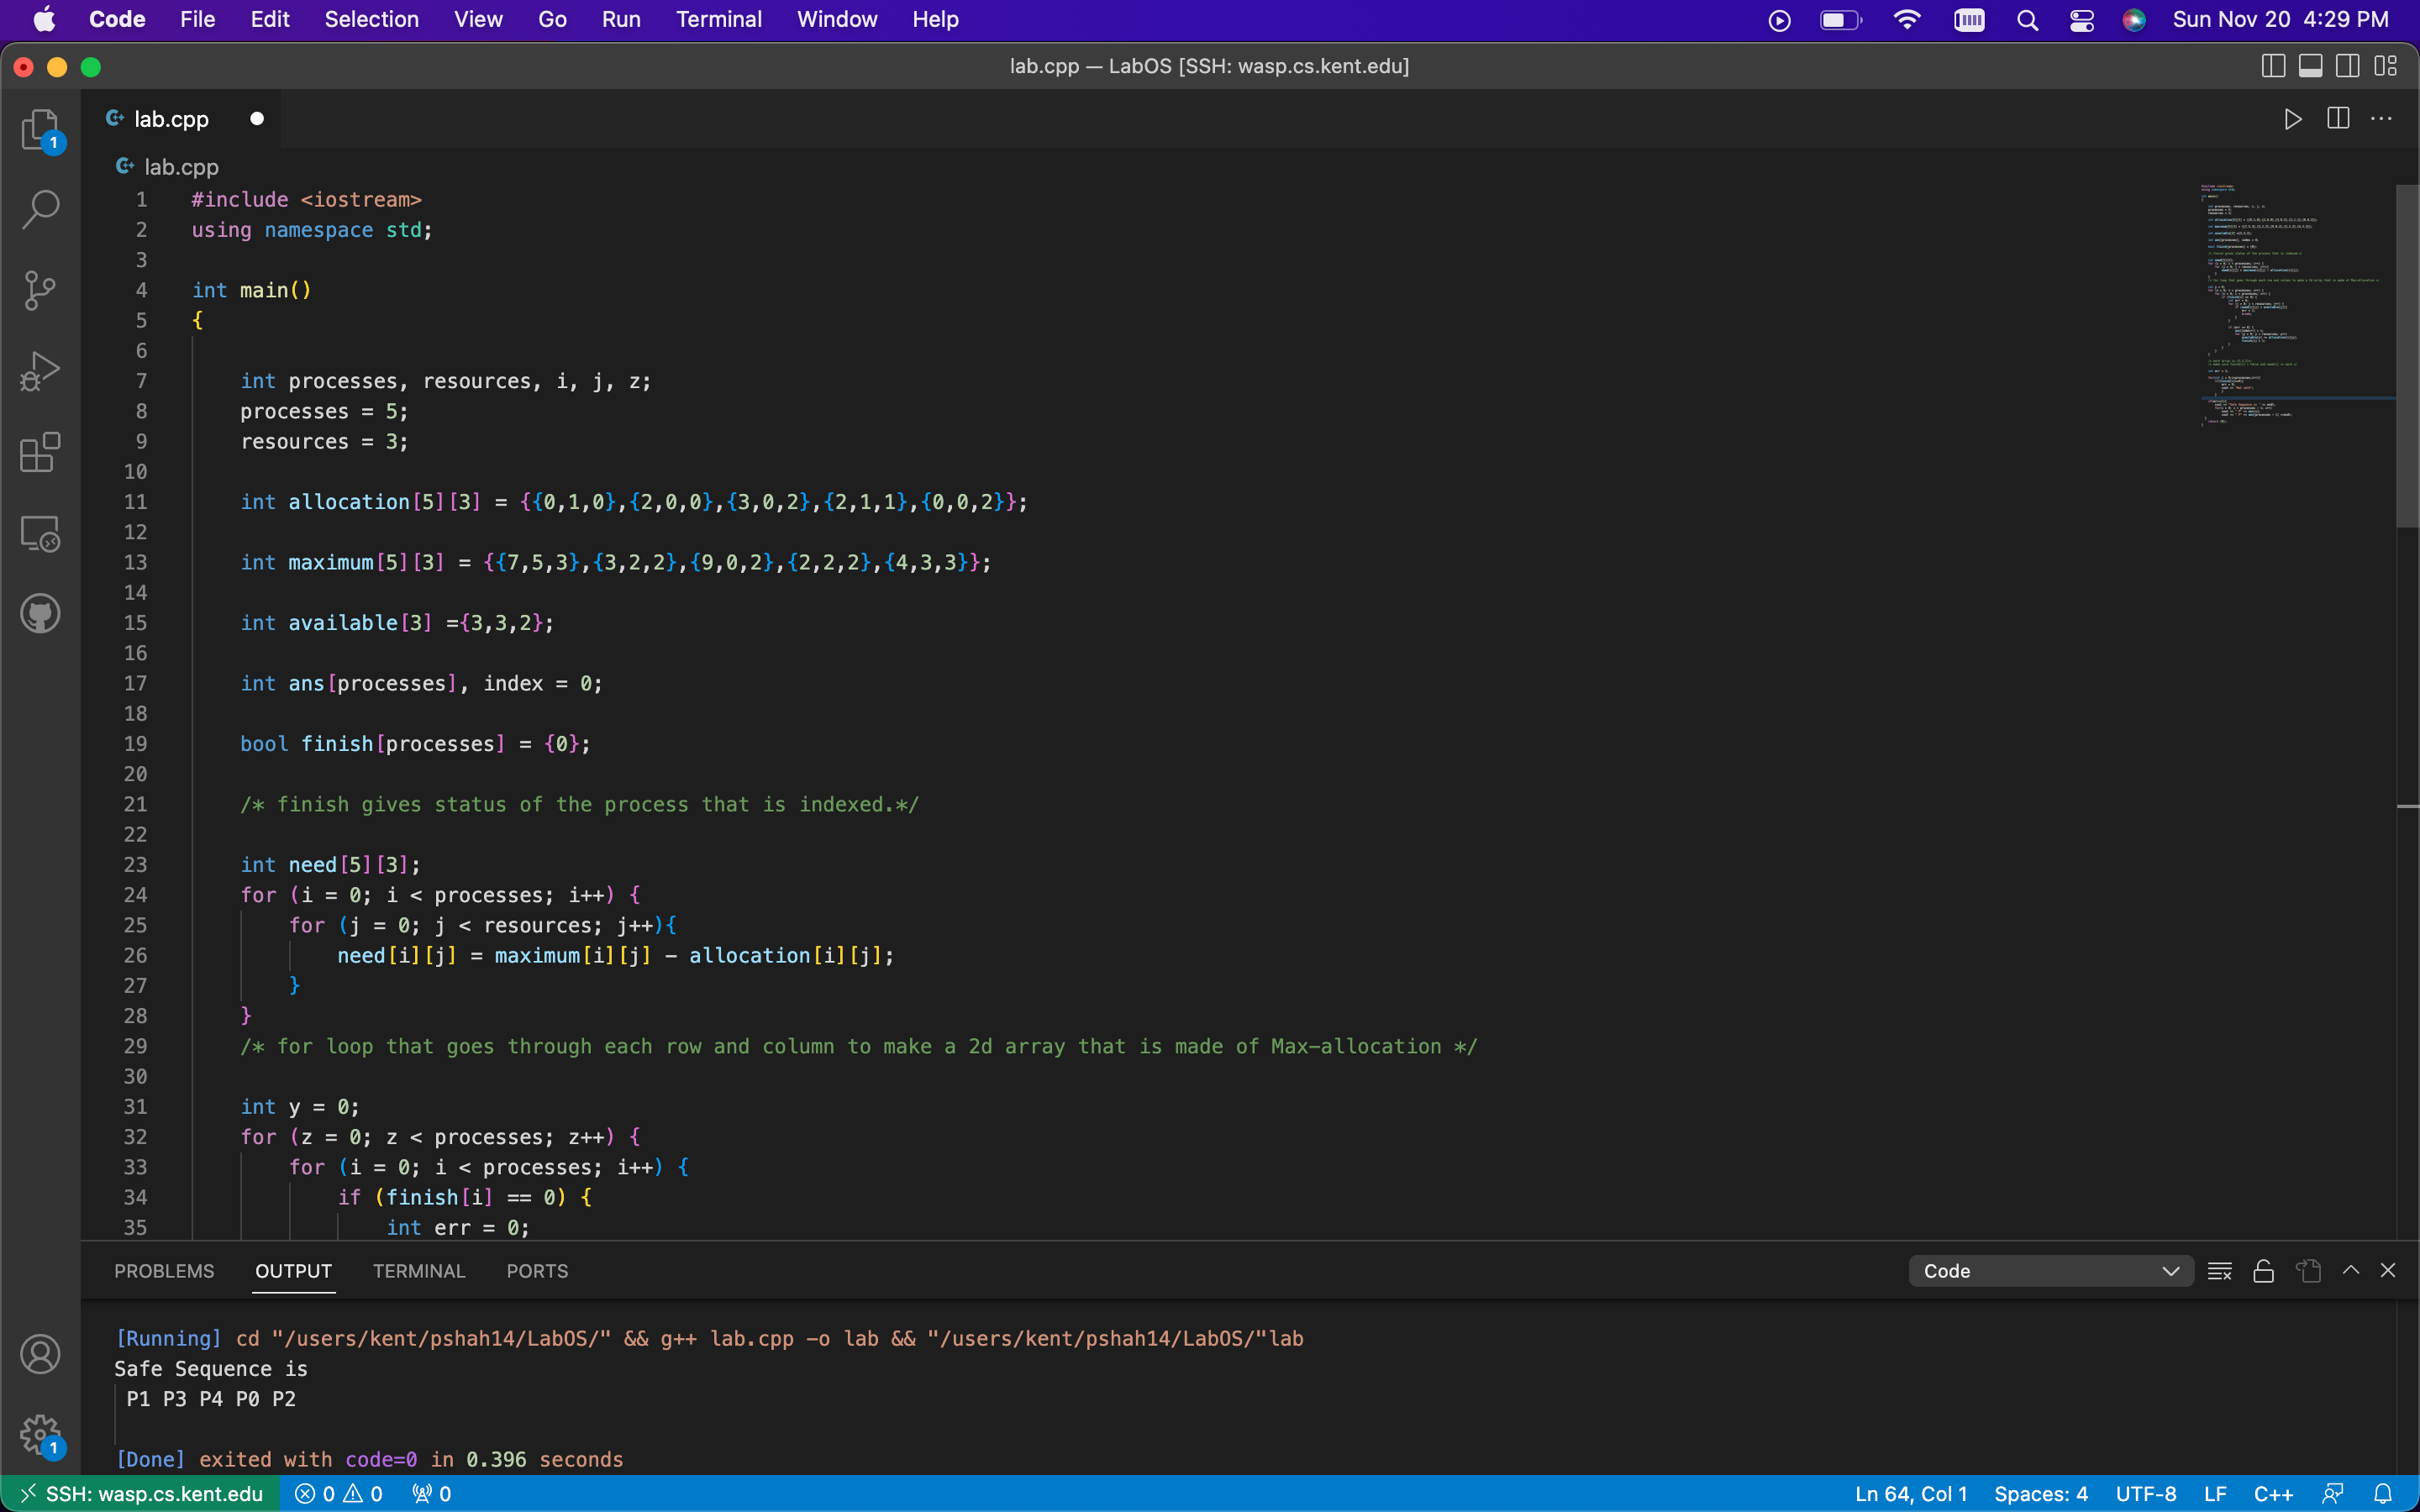 Code File Edit Selection View Go Run Terminal Window Help Sun Nov 20 4:29 PM
lab.cpp — LabOS [SSH: wasp.cs.kent.edu]
lab.cpp
lab.cpp
1 #include <iostream>
2 using namespace std;
3
4 int main()
5 {
6
7 int processes, resources, i, j, z;
8 processes = 5;
9 resources = 3;
10
11 int allocation[5][3] = {{0,1,0},{2,0,0},{3,0,2},{2,1,1},{0,0,2}};
12
13 int maximum[5][3] = {{7,5,3},{3,2,2},{9,0,2},{2,2,2},{4,3,3}};
14
15 int available[3] ={3,3,2};
16
17 int ans[processes], index = 0;
18
19 bool finish[processes] = {0};
20
21 /* finish gives status of the process that is indexed.*/
22
23 int need[5][3];
24 for (i = 0; i < processes; i++) {
25 for (j = 0; j < resources; j++){
26 need[i][j] = maximum[i][j] - allocation[i][j];
27 }
28 }
29 /* for loop that goes through each row and column to make a 2d array that is made of Max-allocation */
30
31 int y = 0;
32 for (z = 0; z < processes; z++) {
33 for (i = 0; i < processes; i++) {
34 if (finish[i] == 0) {
35 int err = 0;
1
1
PROBLEMS OUTPUT TERMINAL PORTS Code
[Running] cd "/users/kent/pshah14/LabOS/" && g++ lab.cpp -o lab && "/users/kent/pshah14/LabOS/"lab
Safe Sequence is
P1 P3 P4 P0 P2
[Done] exited with code=0 in 0.396 seconds
SSH: wasp.cs.kent.edu 0 0 0 Ln 64, Col 1 Spaces: 4 UTF-8 LF C++